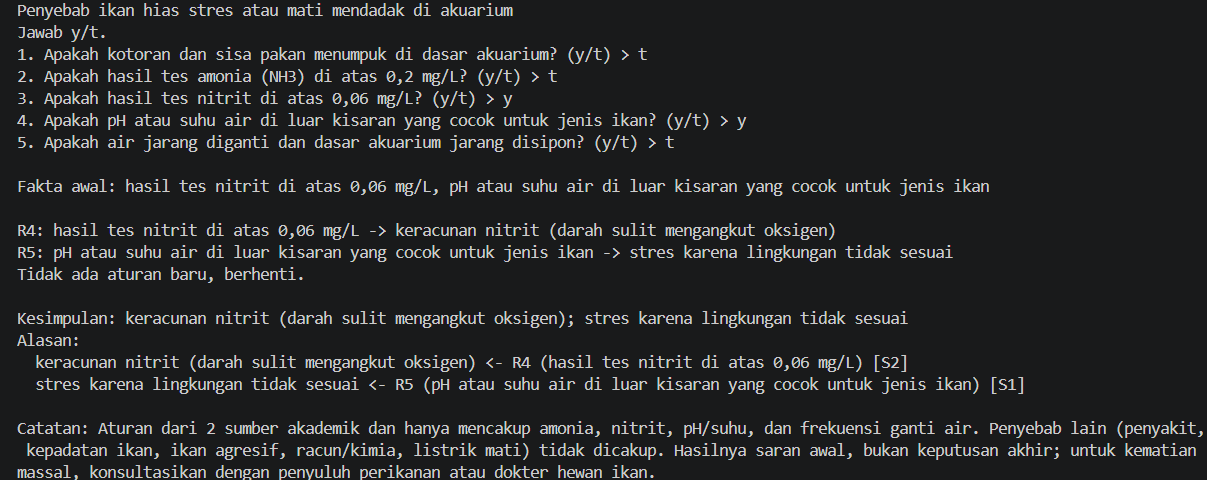 Penyebab ikan hias stres atau mati mendadak di akuarium
Jawab y/t.
1. Apakah kotoran dan sisa pakan menumpuk di dasar akuarium? (y/t) > t
2. Apakah hasil tes amonia (NH3) di atas 0,2 mg/L? (y/t) > t
3. Apakah hasil tes nitrit di atas 0,06 mg/L? (y/t) > y
4. Apakah pH atau suhu air di luar kisaran yang cocok untuk jenis ikan? (y/t) > y
5. Apakah air jarang diganti dan dasar akuarium jarang disipon? (y/t) > t
Fakta awal: hasil tes nitrit di atas 0,06 mg/L, pH atau suhu air di luar kisaran yang cocok untuk jenis ikan
R4: hasil tes nitrit di atas 0,06 mg/L -> keracunan nitrit (darah sulit mengangkut oksigen)
R5: pH atau suhu air di luar kisaran yang cocok untuk jenis ikan -> stres karena lingkungan tidak sesuai
Tidak ada aturan baru, berhenti.
Kesimpulan: keracunan nitrit (darah sulit mengangkut oksigen); stres karena lingkungan tidak sesuai
Alasan:
keracunan nitrit (darah sulit mengangkut oksigen) <- R4 (hasil tes nitrit di atas 0,06 mg/L) [S2]
stres karena lingkungan tidak sesuai <- R5 (pH atau suhu air di luar kisaran yang cocok untuk jenis ikan) [S1]
Catatan: Aturan dari 2 sumber akademik dan hanya mencakup amonia, nitrit, pH/suhu, dan frekuensi ganti air. Penyebab lain (penyakit,
kepadatan ikan, ikan agresif, racun/kimia, listrik mati) tidak dicakup. Hasilnya saran awal, bukan keputusan akhir; untuk kematian
massal, konsultasikan dengan penyuluh perikanan atau dokter hewan ikan.